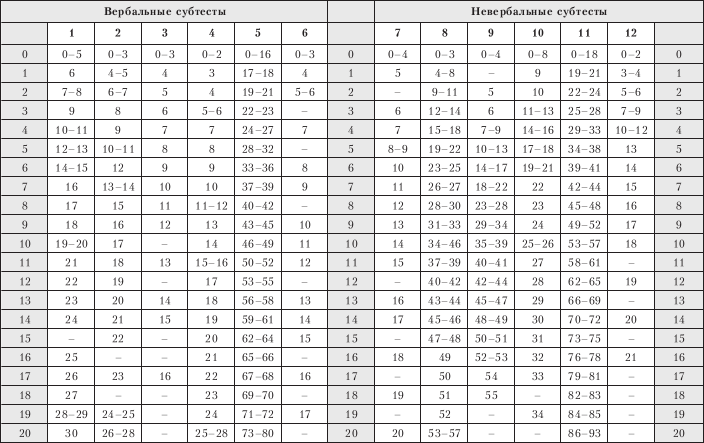 Вербальные субтесты Невербальные субтесты
1 2 3 4 5 6 7 8 9 10 11 12
0 0–5 0–3 0–3 0–2 0–16 0–3 0 0–4 0–3 0–4 0–8 0–18 0–2 0
1 6 4–5 4 3 17–18 4 1 5 4–8 – 9 19–21 3–4 1
2 7–8 6–7 5 4 19–21 5–6 2 – 9–11 5 10 22–24 5–6 2
3 9 8 6 5–6 22–23 – 3 6 12–14 6 11–13 25–28 7–9 3
4 10–11 9 7 7 24–27 7 4 7 15–18 7–9 14–16 29–33 10–12 4
5 12–13 10–11 8 8 28–32 – 5 8–9 19–22 10–13 17–18 34–38 13 5
6 14–15 12 9 9 33–36 8 6 10 23–25 14–17 19–21 39–41 14 6
7 16 13–14 10 10 37–39 9 7 11 26–27 18–22 22 42–44 15 7
8 17 15 11 11–12 40–42 – 8 12 28–30 23–28 23 45–48 16 8
9 18 16 12 13 43–45 10 9 13 31–33 29–34 24 49–52 17 9
10 19–20 17 – 14 46–49 11 10 14 34–46 35–39 25–26 53–57 18 10
11 21 18 13 15–16 50–52 12 11 15 37–39 40–41 27 58–61 – 11
12 22 19 – 17 53–55 – 12 – 40–42 42–44 28 62–65 19 12
13 23 20 14 18 56–58 13 13 16 43–44 45–47 29 66–69 – 13
14 24 21 15 19 59–61 14 14 17 45–46 48–49 30 70–72 20 14
15 – 22 – 20 62–64 15 15 – 47–48 50–51 31 73–75 – 15
16 25 – – 21 65–66 – 16 18 49 52–53 32 76–78 21 16
17 26 23 16 22 67–68 16 17 – 50 54 33 79–81 – 17
18 27 – – 23 69–70 – 18 19 51 55 – 82–83 – 18
19 28–29 24–25 – 24 71–72 17 19 – 52 – 34 84–85 – 19
20 30 26–28 – 25–28 73–80 – 20 20 53–57 – – 86–93 – 20